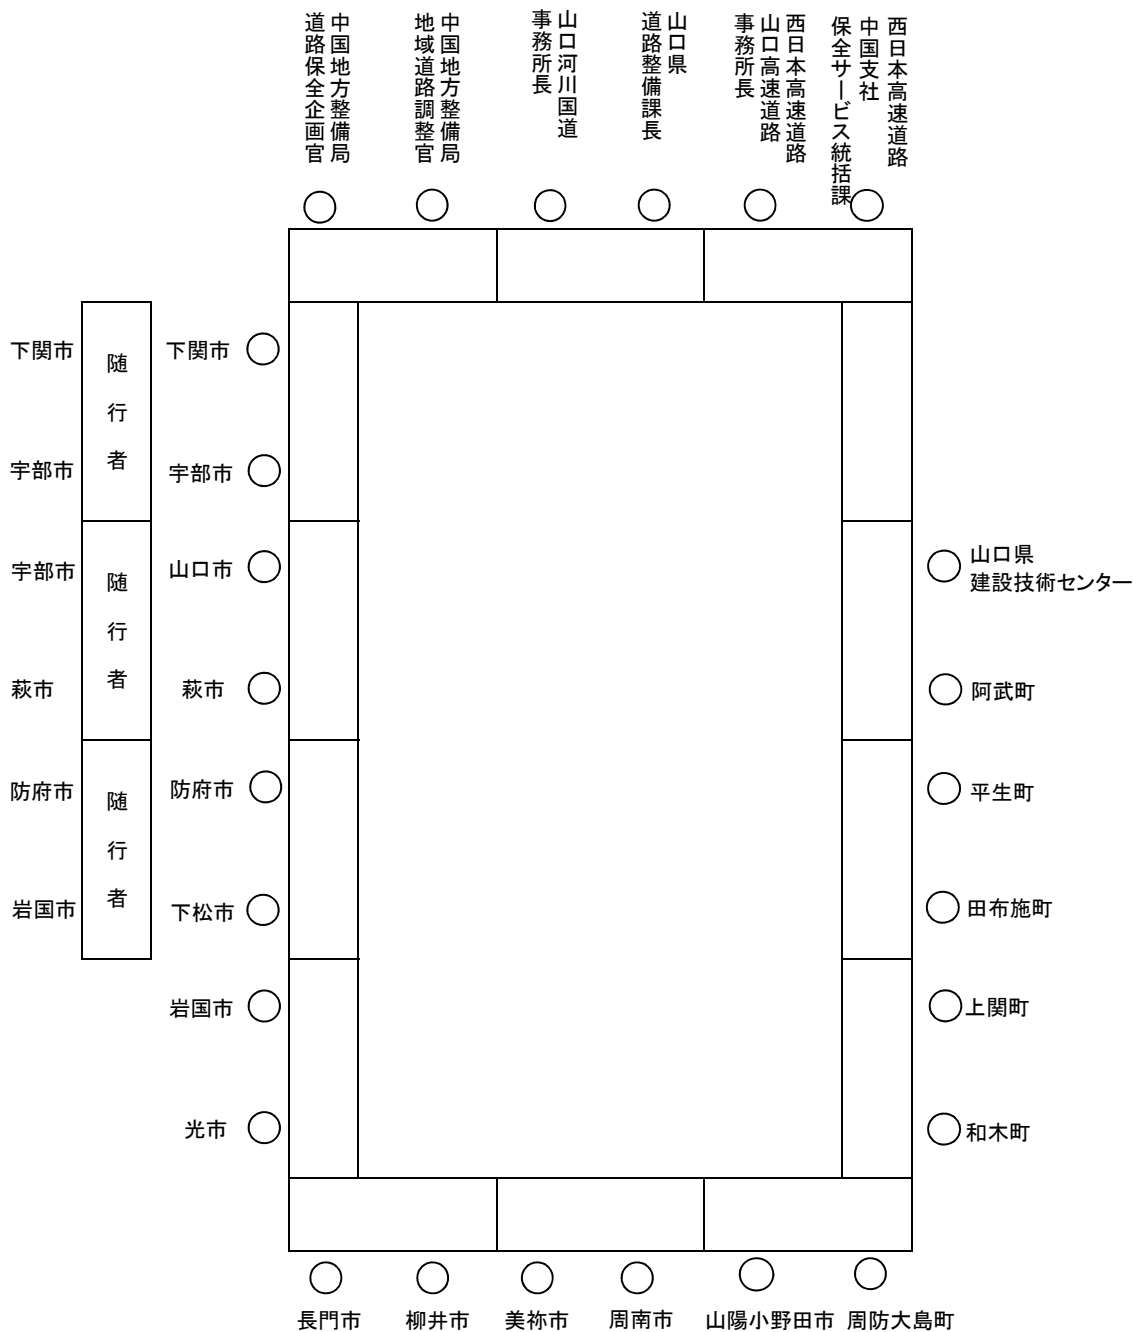 中国地方整備局
道路保全企画官
中国地方整備局
地域道路調整官
山口河川国道
事務所長
山口県
道路整備課長
西日本高速道路
山口高速道路
事務所長
西日本高速道路
中国支社
保全サービス統括課
下関市
宇部市
宇部市
萩市
防府市
岩国市
随行者
随行者
随行者
下関市
宇部市
山口市
萩市
防府市
下松市
岩国市
光市
山口県
建設技術センター
阿武町
平生町
田布施町
上関町
和木町
長門市
柳井市
美祢市
周南市
山陽小野田市
周防大島町